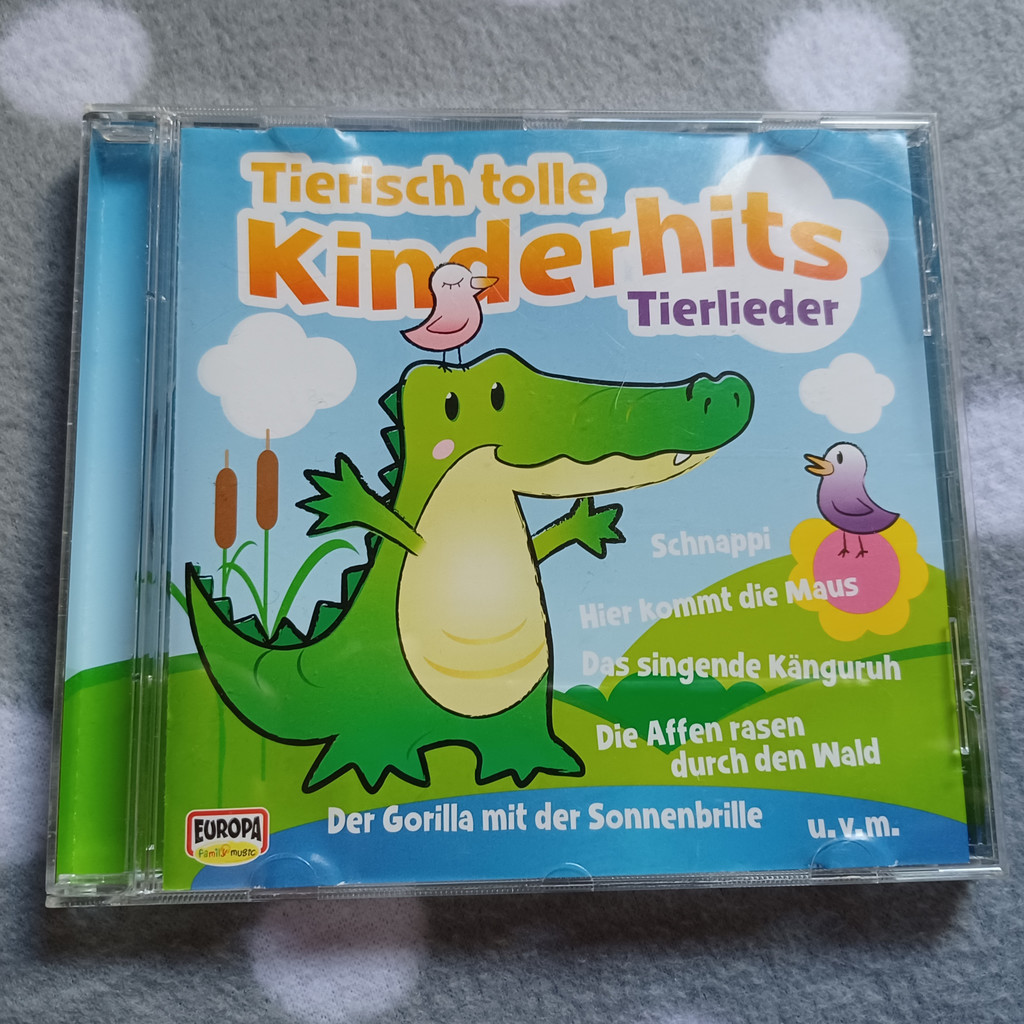 Tierisch tolle
Kinderhits
Tierlieder
Schnappi
Hier kommt die Maus
Das singende Känguruh
Die Affen rasen
durch den Wald
Der Gorilla mit der Sonnenbrille
u.v.m.
EUROPA
Family music